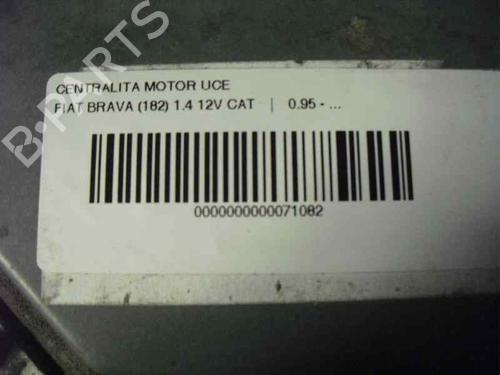 B-PARTS
CENTRALITA MOTOR UCE
FIAT BRAVA (182) 1.4 12V CAT | 0.95 - ...
0000000000071082